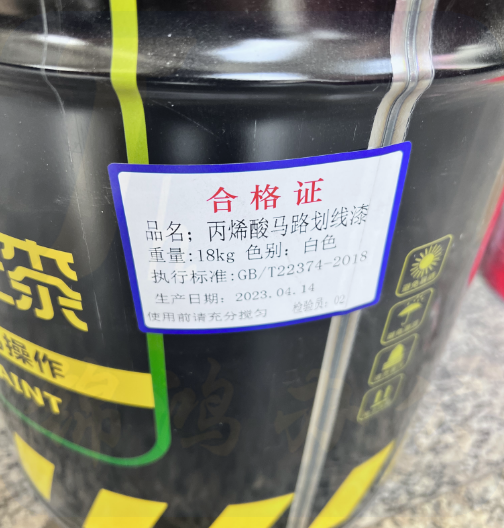 合格证
品名；丙烯酸马路划线漆
重量:18kg 色别：白色
执行标准:GB/T22374-2018
生产日期：2023.04.14
检验员：02
使用前请充分搅匀
漆
操作
AINT
鸿